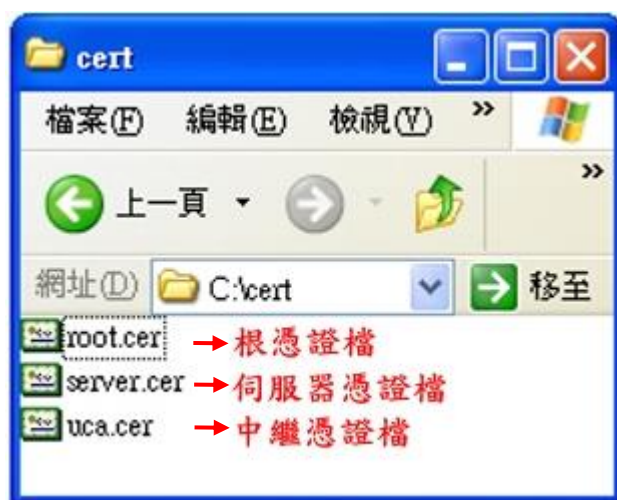 cert
檔案(F) 編輯(E) 檢視(V) »
上一頁 »
網址(D) C:\cert 移至
root.cer →根憑證檔
server.cer →伺服器憑證檔
uca.cer →中繼憑證檔